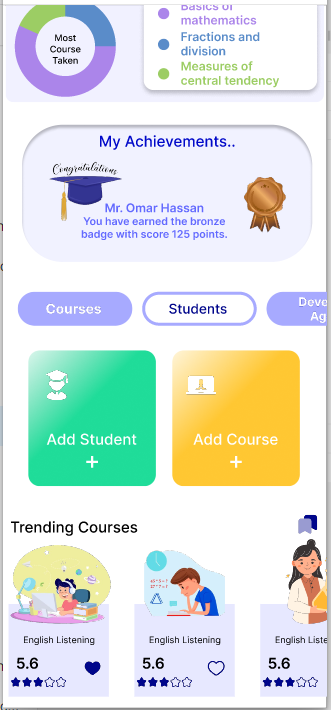 Basics of
mathematics
Most
Course
Taken
Fractions and
division
Measures of
central tendency
My Achievements..
Congratulations
Mr. Omar Hassan
You have earned the bronze
badge with score 125 points.
Courses
Students
Deve
Ag
Add Student
+
Add Course
+
Trending Courses
English Listening
English Listening
English Liste
5.6
5.6
5.6